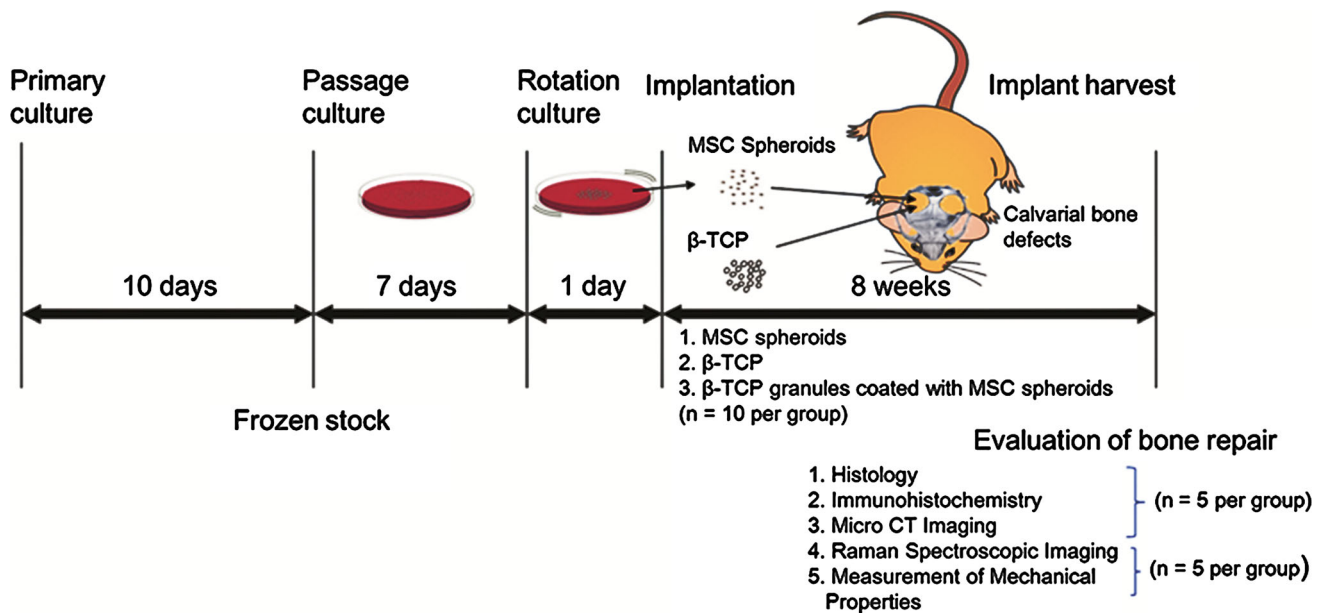 Primary
culture
Passage
culture
Rotation
culture
Implantation
Implant harvest
MSC Spheroids
β-TCP
Calvarial bone
defects
10 days
7 days
1 day
8 weeks
1. MSC spheroids
2. β-TCP
3. β-TCP granules coated with MSC spheroids
(n = 10 per group)
Frozen stock
Evaluation of bone repair
1. Histology
2. Immunohistochemistry
3. Micro CT Imaging
(n = 5 per group)
4. Raman Spectroscopic Imaging
5. Measurement of Mechanical
Properties
(n = 5 per group)